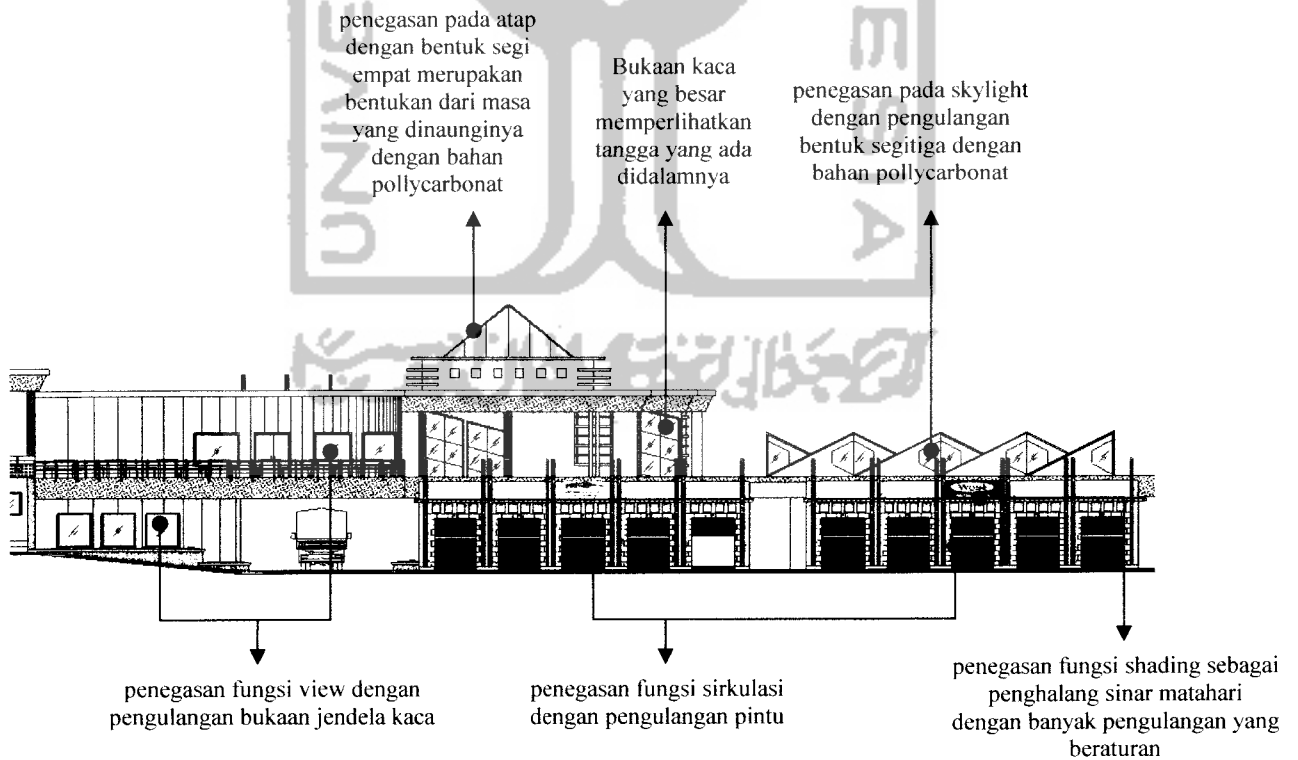 penegasan pada atap
dengan bentuk segi
empat merupakan
bentukan dari masa
yang dinaunginya
dengan bahan
pollycarbonat
Bukaan kaca
yang besar
memperlihatkan
tangga yang ada
didalamnya
penegasan pada skylight
dengan pengulangan
bentuk segitiga dengan
bahan pollycarbonat
penegasan fungsi view dengan
pengulangan bukaan jendela kaca
penegasan fungsi sirkulasi
dengan pengulangan pintu
penegasan fungsi shading sebagai
penghalang sinar matahari
dengan banyak pengulangan yang
beraturan